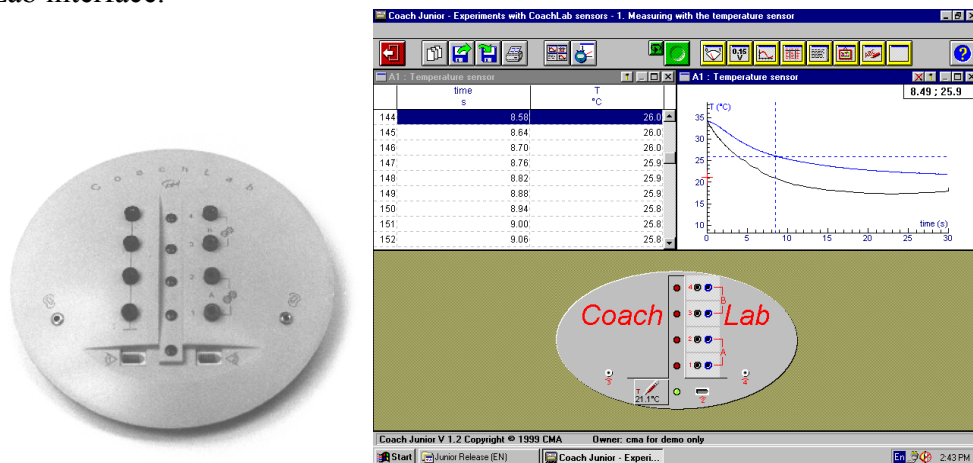 Lab interface.
Coach Junior - Experiments with CoachLab sensors - 1. Measuring with the temperature sensor
0.15
V
A1 : Temperature sensor
time
s
T
°C
144 8.58 26.0
145 8.64 26.0
146 8.70 26.0
147 8.76 25.9
148 8.82 25.9
149 8.88 25.9
150 8.94 25.8
151 9.00 25.8
152 9.06 25.8
A1 : Temperature sensor
8.49 ; 25.9
T (°C)
35
30
25
20
15
10
0 5 10 15 20 25 30
time (s)
CoachLab
Coach Lab
4
3
2
1
B
A
3
4
T
21.1°C
2
Coach Junior V 1.2 Copyright © 1999 CMA Owner: cma for demo only
Start
Junior Release (EN)
Coach Junior - Experi...
En
2:43 PM